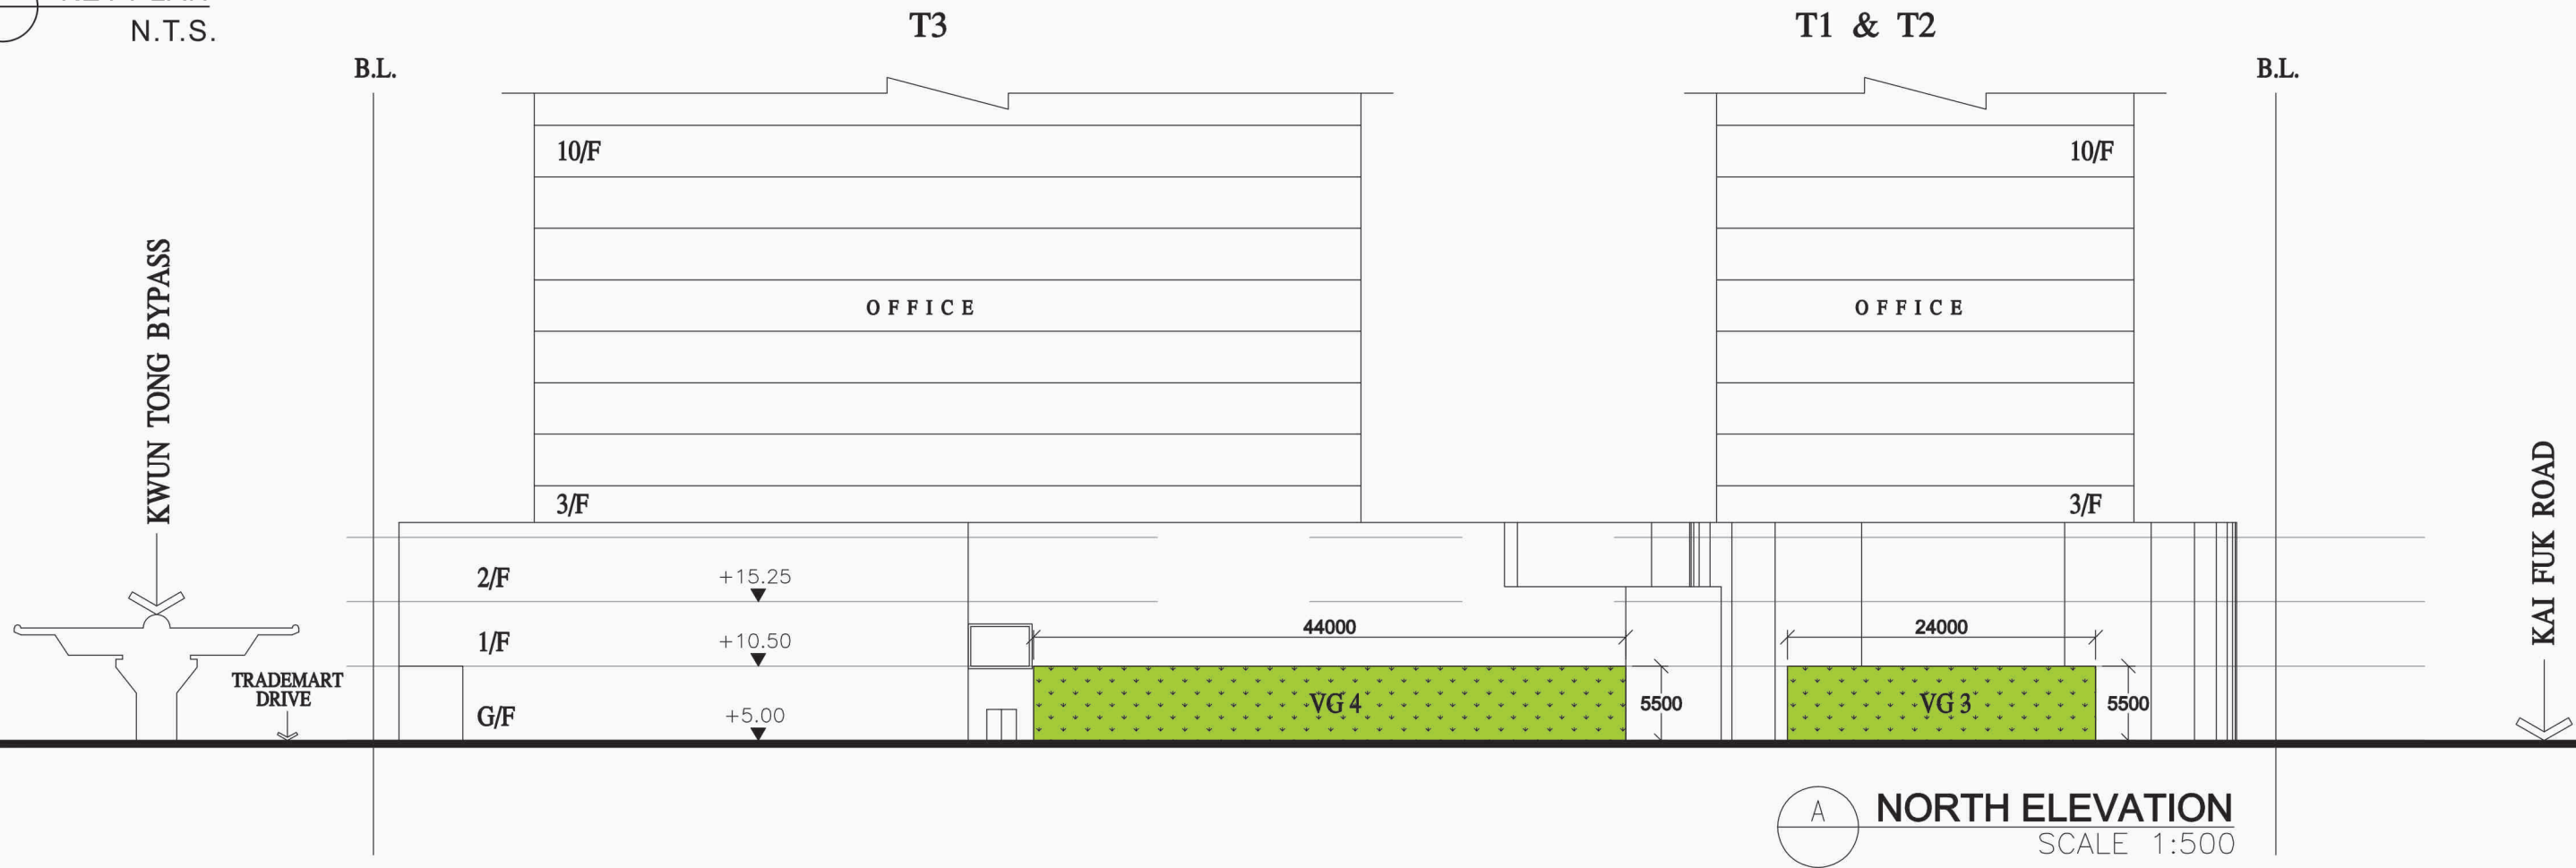 N.T.S.
T3
T1 & T2
B.L.
B.L.
10/F
10/F
KWUN TONG BYPASS
OFFICE
OFFICE
3/F
3/F
KAI FUK ROAD
2/F
+15.25
1/F
+10.50
44000
24000
TRADEMART
DRIVE
G/F
+5.00
VG 4
5500
VG 3
5500
A
NORTH ELEVATION
SCALE 1:500